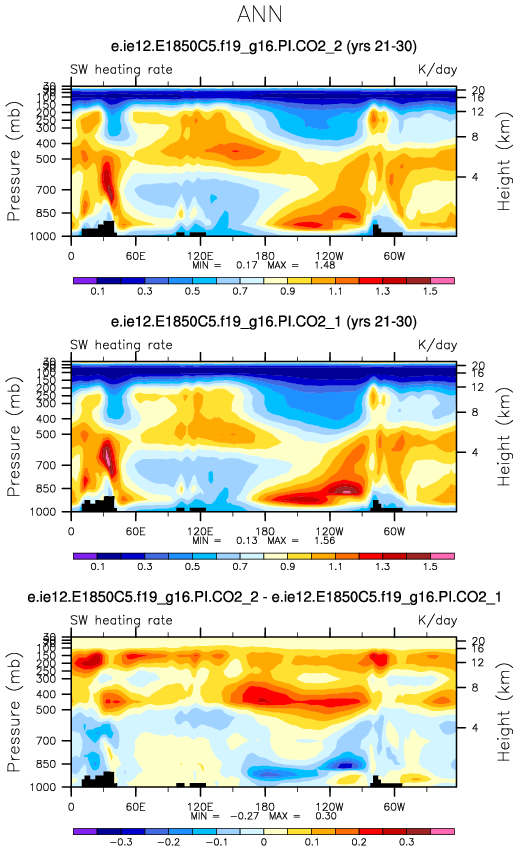 ANN
e.ie12.E1850C5.f19_g16.PI.CO2_2 (yrs 21-30)
SW heating rate K/day
Pressure (mb)
30
50
100
150
200
250
300
400
500
700
850
1000
20
16
12
8
4
Height (km)
0 60E 120E 180 120W 60W
MIN = 0.17 MAX = 1.48
0.1 0.3 0.5 0.7 0.9 1.1 1.3 1.5
e.ie12.E1850C5.f19_g16.PI.CO2_1 (yrs 21-30)
SW heating rate K/day
Pressure (mb)
30
50
100
150
200
250
300
400
500
700
850
1000
20
16
12
8
4
Height (km)
0 60E 120E 180 120W 60W
MIN = 0.13 MAX = 1.56
0.1 0.3 0.5 0.7 0.9 1.1 1.3 1.5
e.ie12.E1850C5.f19_g16.PI.CO2_2 - e.ie12.E1850C5.f19_g16.PI.CO2_1
SW heating rate K/day
Pressure (mb)
30
50
100
150
200
250
300
400
500
700
850
1000
20
16
12
8
4
Height (km)
0 60E 120E 180 120W 60W
MIN = -0.27 MAX = 0.30
-0.3 -0.2 -0.1 0 0.1 0.2 0.3